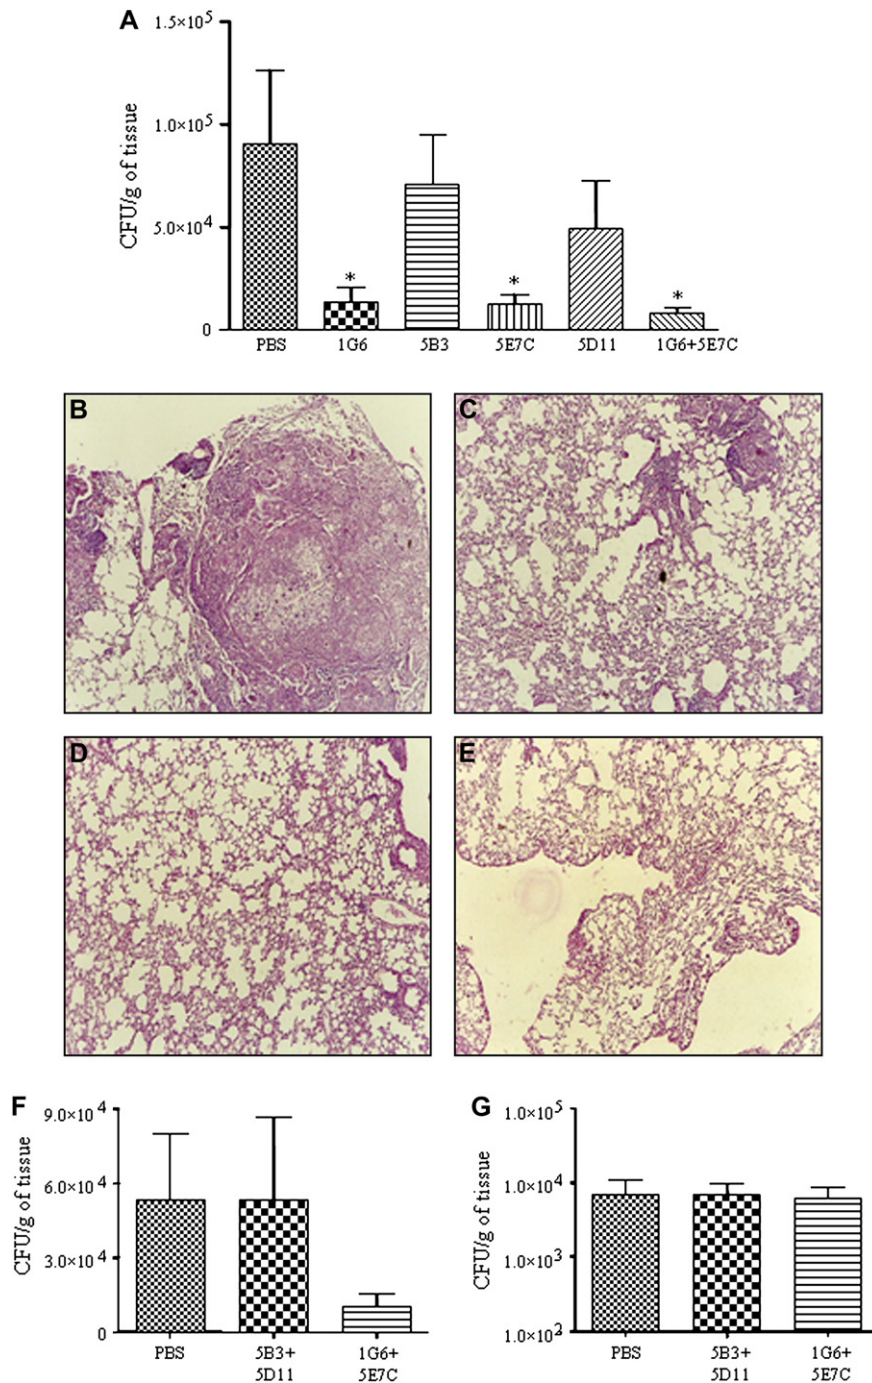 A
1.5×10⁵
1.0×10⁵
5.0×10⁴
0
CFU/g of tissue
*
*
*
PBS 1G6 5B3 5E7C 5D11 1G6+5E7C
B
C
D
E
F
9.0×10⁴
6.0×10⁴
3.0×10⁴
0
CFU/g of tissue
PBS 5B3+ 1G6+
5D11 5E7C
G
1.0×10⁵
1.0×10⁴
1.0×10³
1.0×10²
CFU/g of tissue
PBS 5B3+ 1G6+
5D11 5E7C